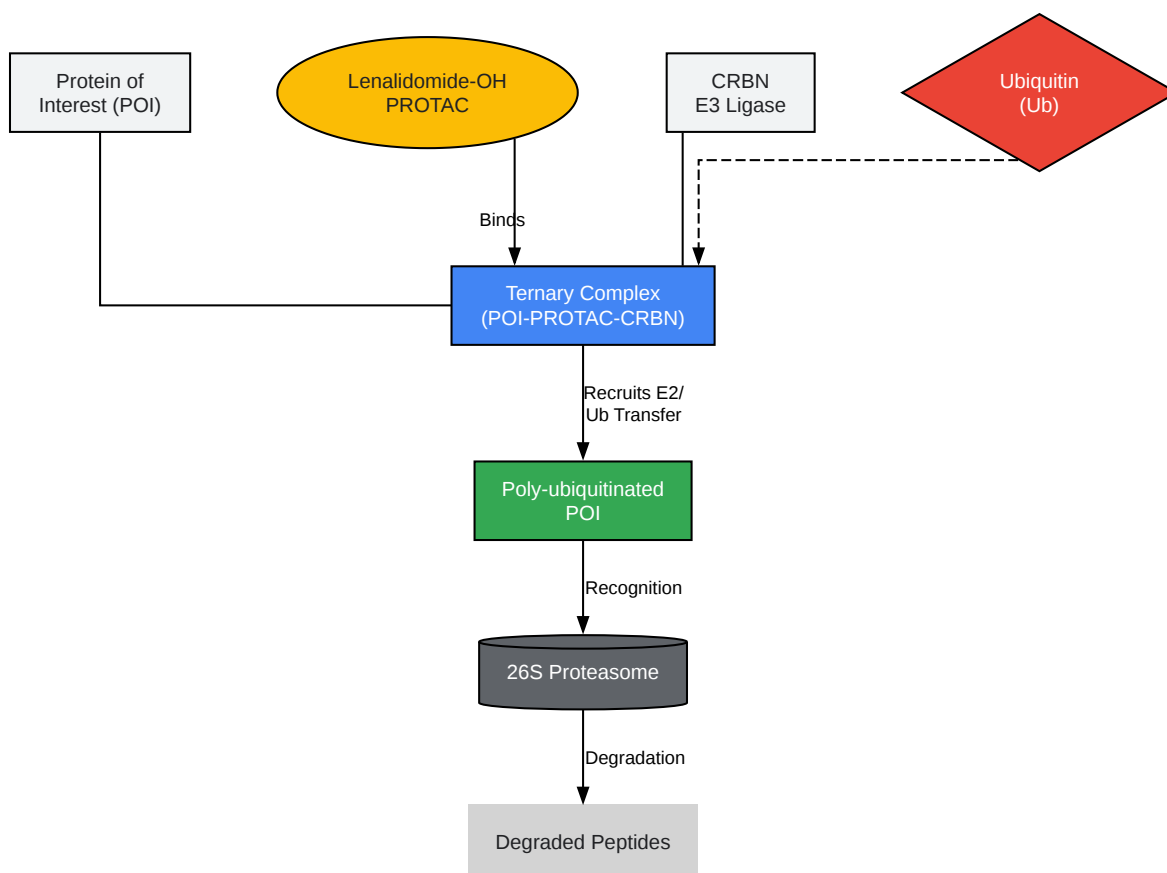 Protein of
Interest (POI)
Lenalidomide-OH
PROTAC
CRBN
E3 Ligase
Ubiquitin
(Ub)
Binds
Ternary Complex
(POI-PROTAC-CRBN)
Recruits E2/
Ub Transfer
Poly-ubiquitinated
POI
Recognition
26S Proteasome
Degradation
Degraded Peptides